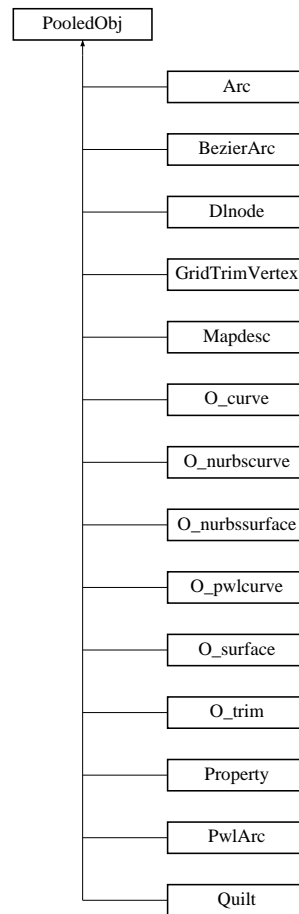 PooledObj
Arc
BezierArc
Dlnode
GridTrimVertex
Mapdesc
O_curve
O_nurbscurve
O_nurbssurface
O_pwlcurve
O_surface
O_trim
Property
PwlArc
Quilt